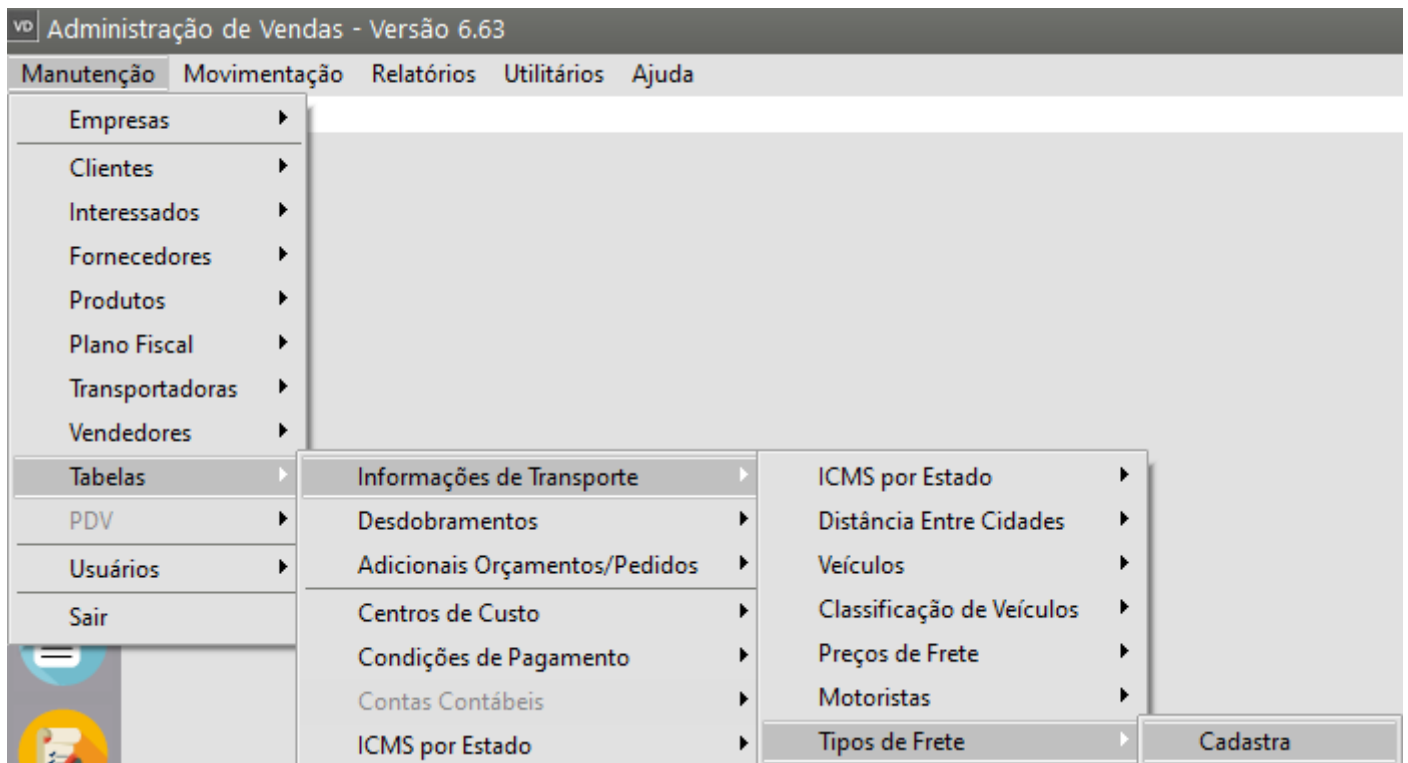 VD Administração de Vendas - Versão 6.63
Manutenção Movimentação Relatórios Utilitários Ajuda
Empresas
Clientes
Interessados
Fornecedores
Produtos
Plano Fiscal
Transportadoras
Vendedores
Tabelas
PDV
Usuários
Sair
Informações de Transporte
Desdobramentos
Adicionais Orçamentos/Pedidos
Centros de Custo
Condições de Pagamento
Contas Contábeis
ICMS por Estado
ICMS por Estado
Distância Entre Cidades
Veículos
Classificação de Veículos
Preços de Frete
Motoristas
Tipos de Frete
Cadastra